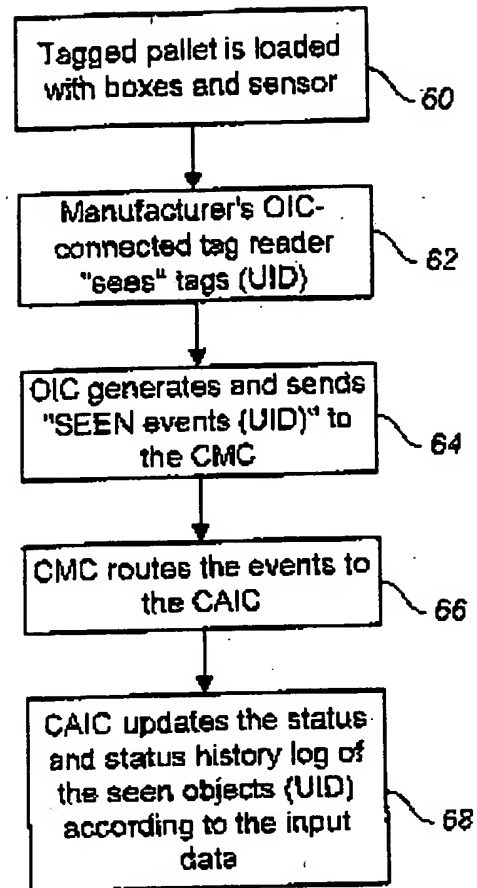 Tagged pallet is loaded
with boxes and sensor
60
Manufacturer's OIC-
connected tag reader
"sees" tags (UID)
62
OIC generates and sends
"SEEN events (UID)" to
the CMC
64
CMC routes the events to
the CAIC
66
CAIC updates the status
and status history log of
the seen objects (UID)
according to the input
data
68